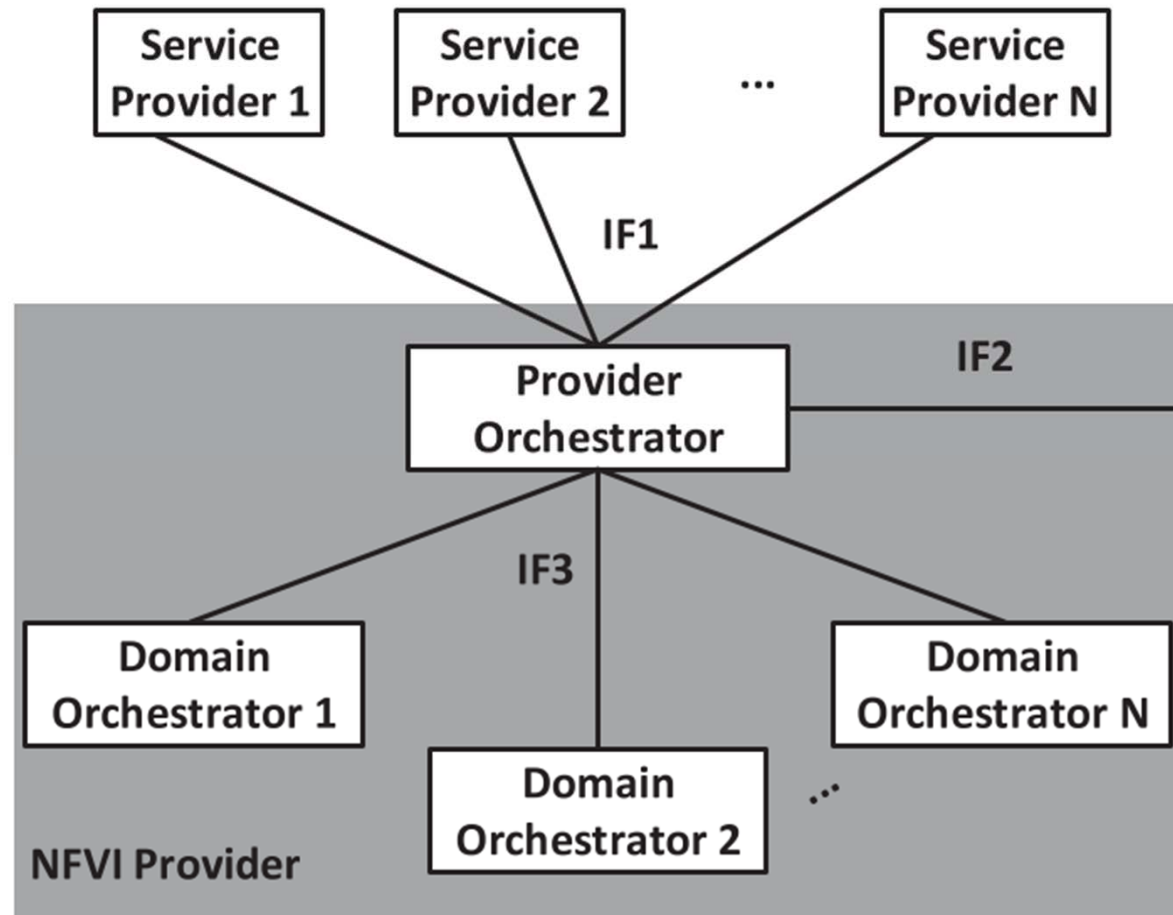 Service
Provider 1
Service
Provider 2
...
Service
Provider N
IF1
IF2
Provider
Orchestrator
IF3
Domain
Orchestrator 1
Domain
Orchestrator N
Domain
Orchestrator 2
...
NFVI Provider